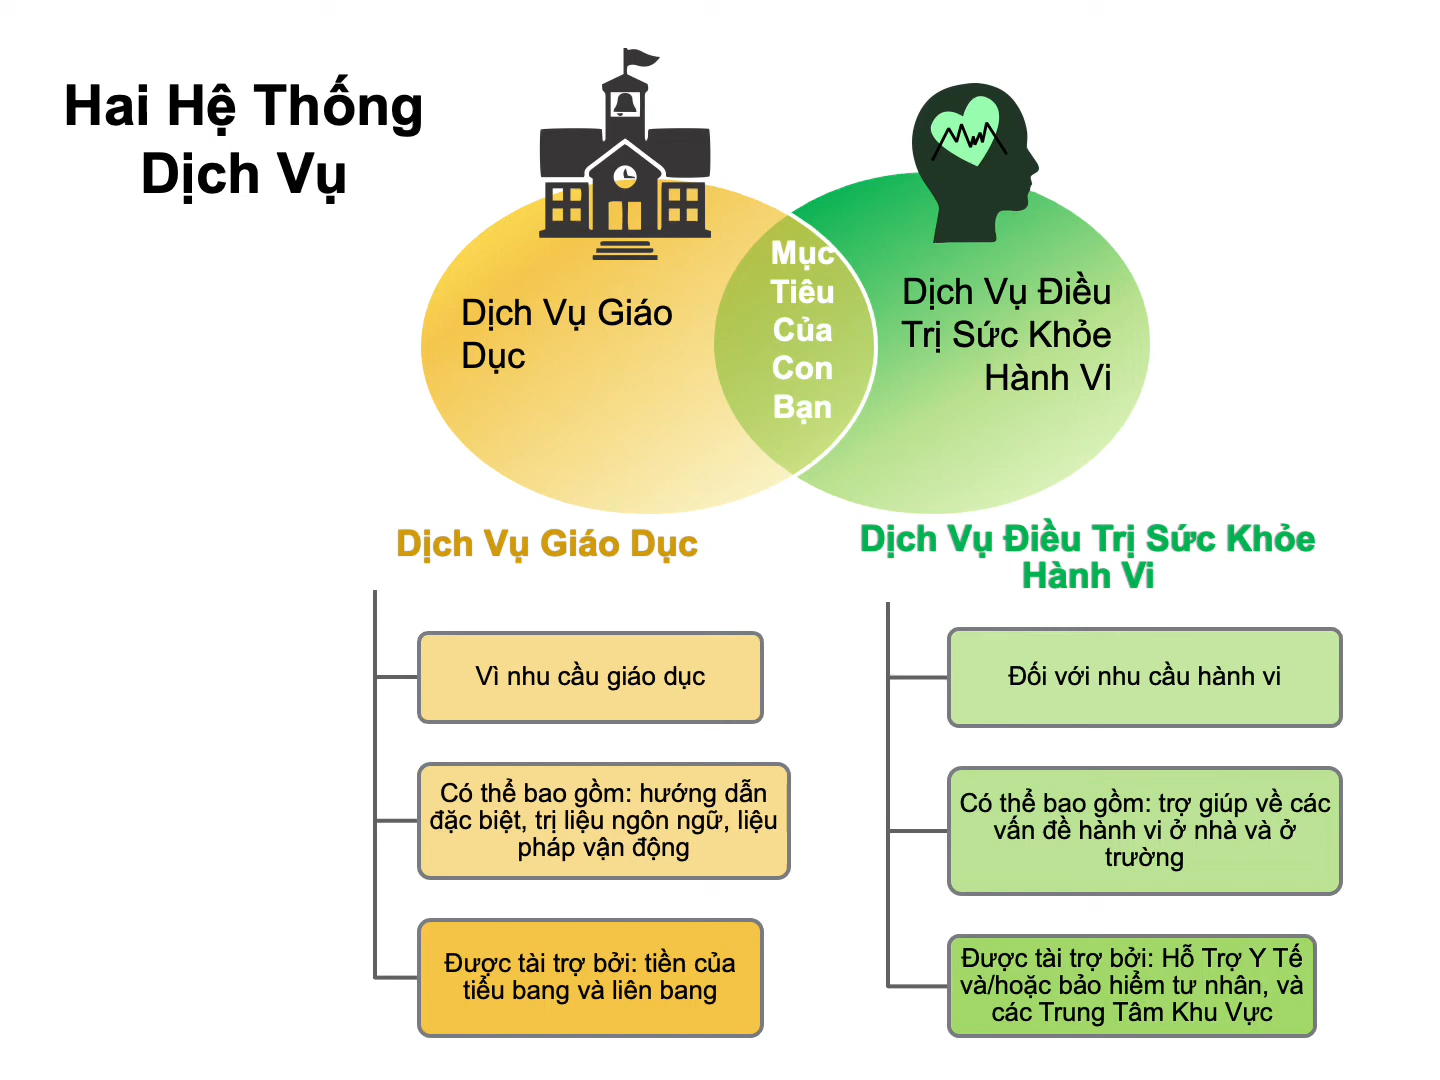 Hai Hệ Thống
Dịch Vụ
Dịch Vụ Giáo
Dục
Mục
Tiêu
Của
Con
Bạn
Dịch Vụ Điều
Trị Sức Khỏe
Hành Vi
Dịch Vụ Giáo Dục
Vì nhu cầu giáo dục
Có thể bao gồm: hướng dẫn
đặc biệt, trị liệu ngôn ngữ, liệu
pháp vận động
Được tài trợ bởi: tiền của
tiểu bang và liên bang
Dịch Vụ Điều Trị Sức Khỏe
Hành Vi
Đối với nhu cầu hành vi
Có thể bao gồm: trợ giúp về các
vấn đề hành vi ở nhà và ở
trường
Được tài trợ bởi: Hỗ Trợ Y Tế
và/hoặc bảo hiểm tư nhân, và
các Trung Tâm Khu Vực